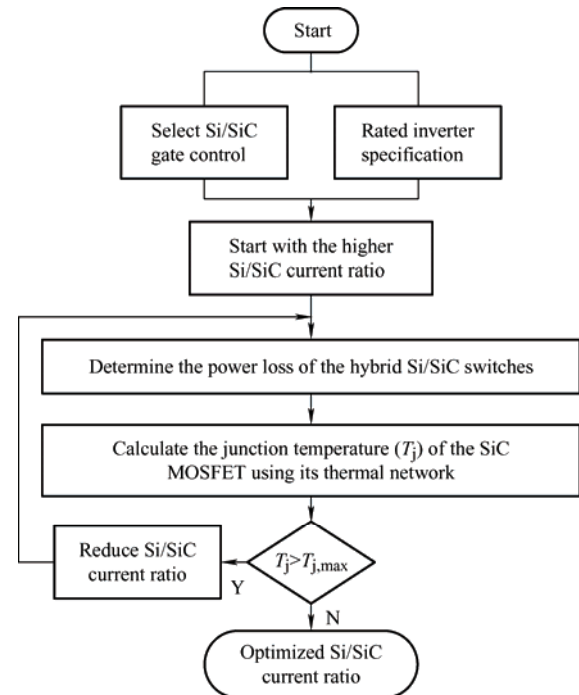 Start
Select Si/SiC
gate control
Rated inverter
specification
Start with the higher
Si/SiC current ratio
Determine the power loss of the hybrid Si/SiC switches
Calculate the junction temperature (Tj) of the SiC
MOSFET using its thermal network
Reduce Si/SiC
current ratio
Tj>Tj,max
Y
N
Optimized Si/SiC
current ratio